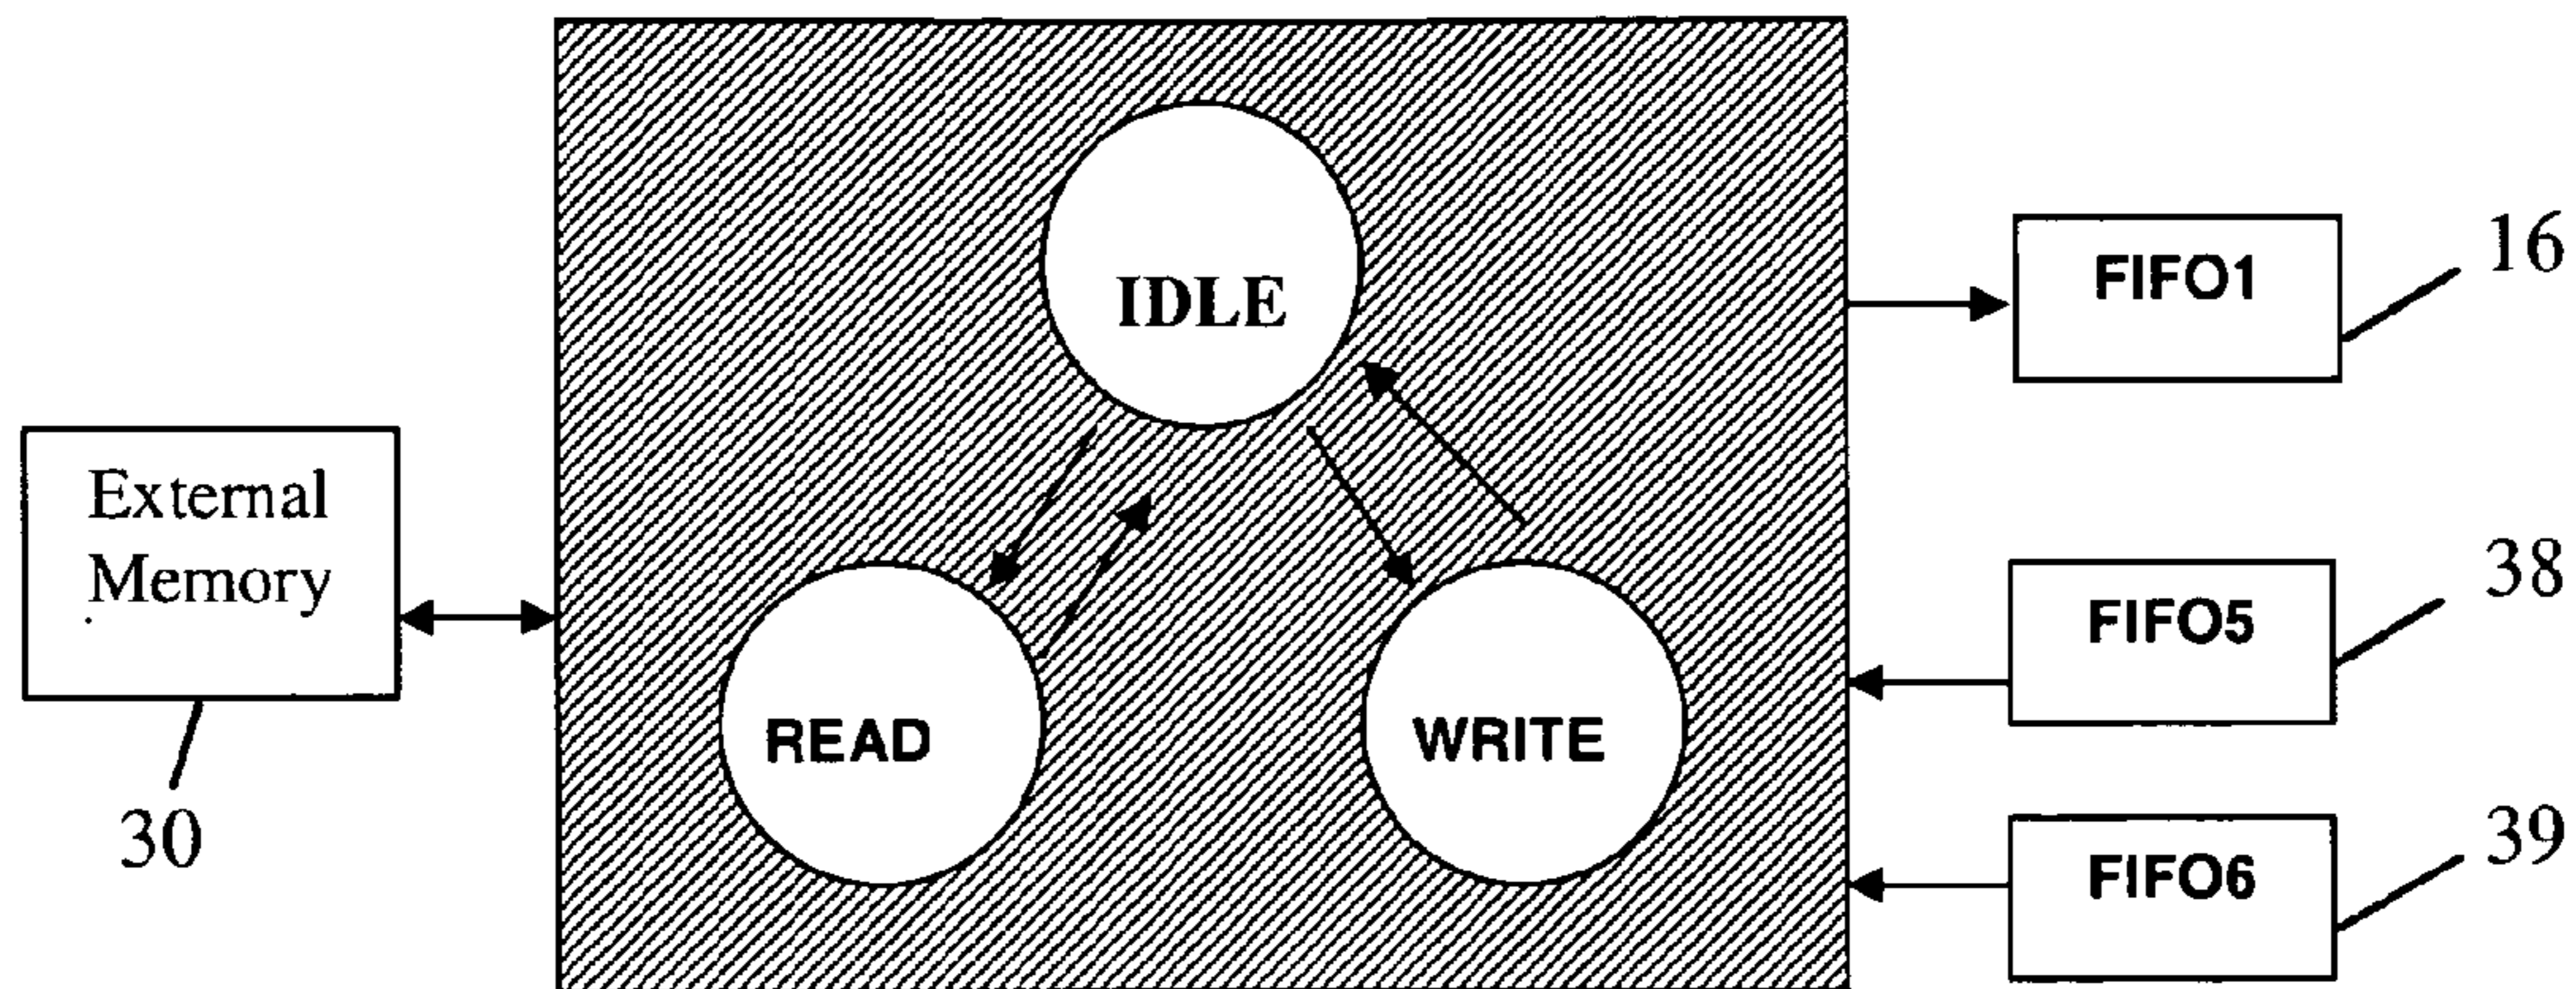 IDLE
FIFO1
16
External
Memory
30
READ
WRITE
FIFO5
38
FIFO6
39